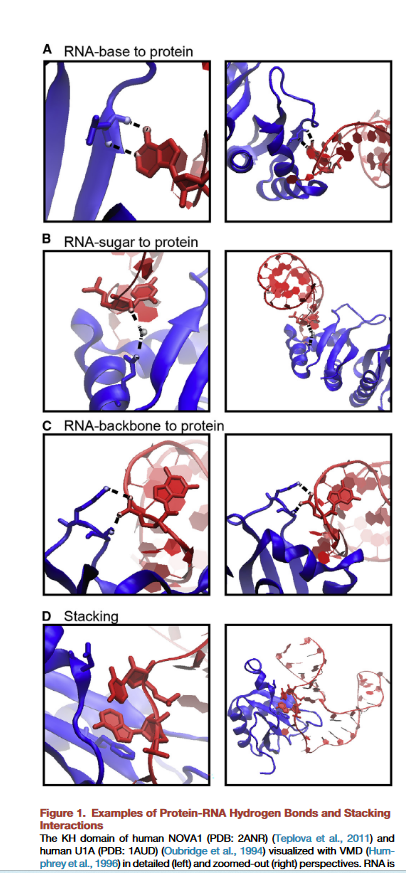 A RNA-base to protein
B RNA-sugar to protein
C RNA-backbone to protein
D Stacking
Figure 1. Examples of Protein-RNA Hydrogen Bonds and Stacking
Interactions
The KH domain of human NOVA1 (PDB: 2ANR) (Teplova et al., 2011) and
human U1A (PDB: 1AUD) (Oubridge et al., 1994) visualized with VMD (Hum-
phrey et al., 1996) in detailed (left) and zoomed-out (right) perspectives. RNA is